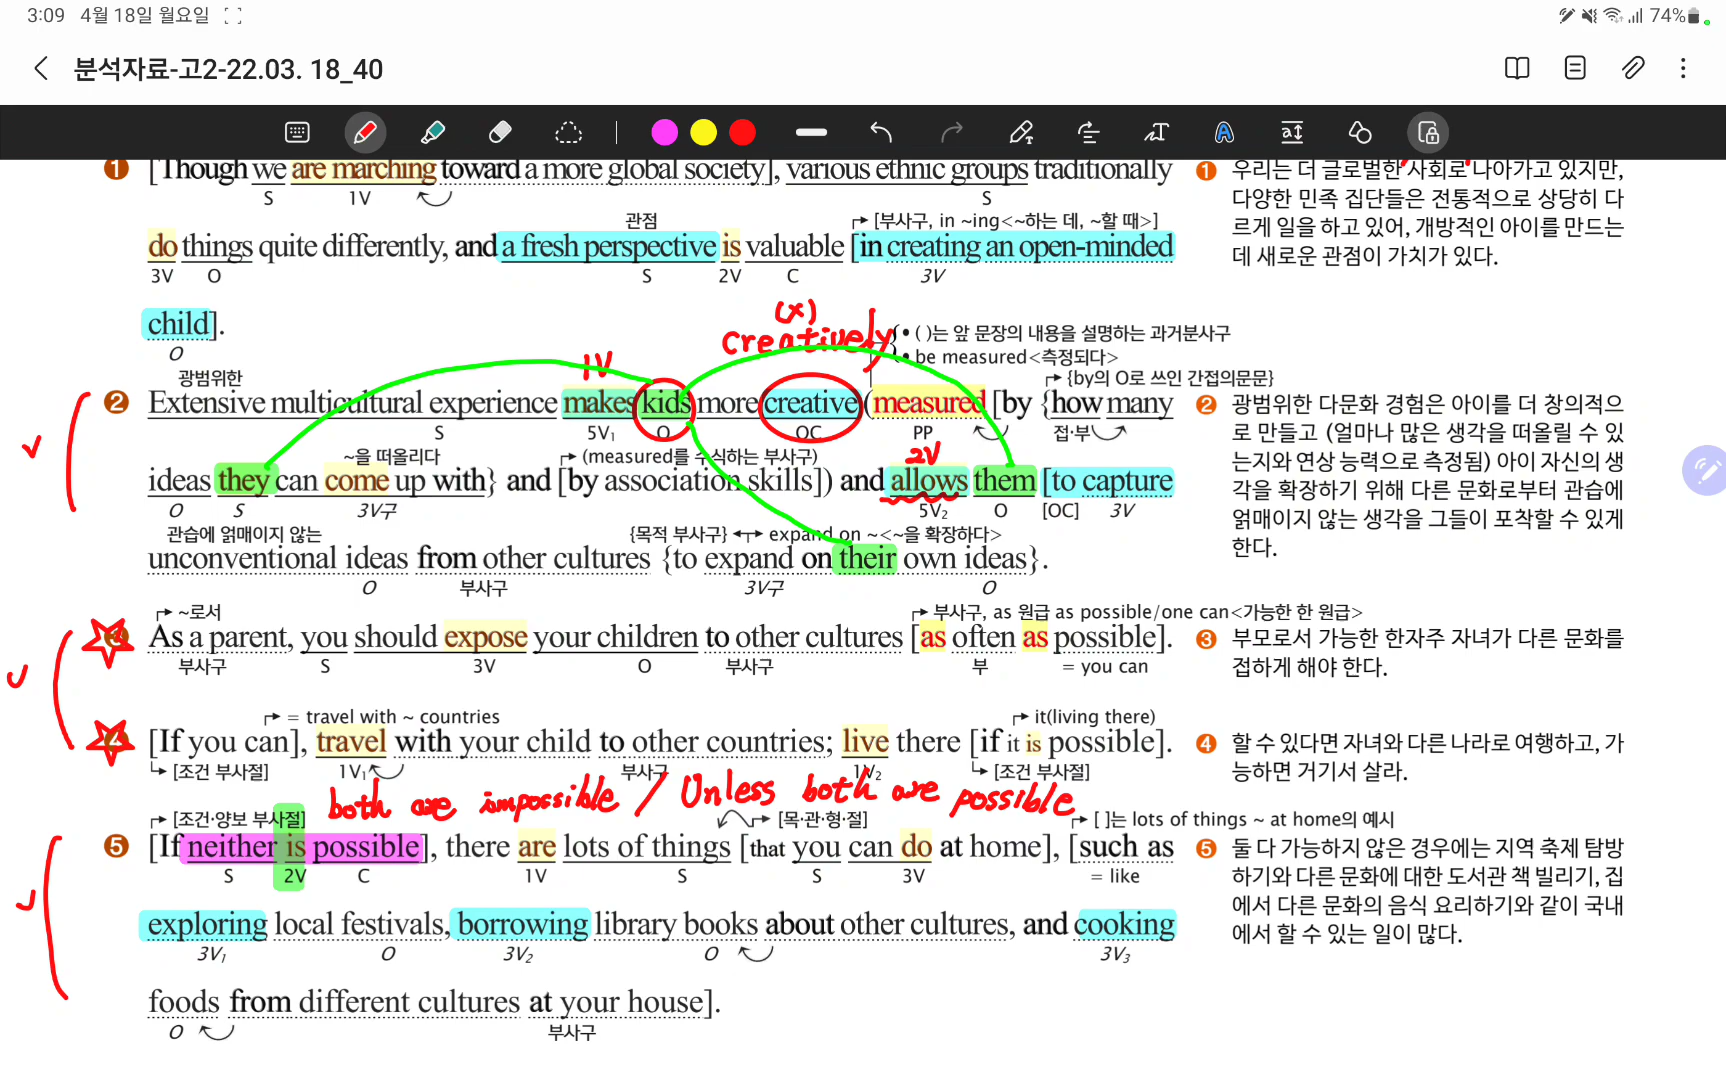 3:09 4월 18일 월요일 74%
분석자료-고2-22.03. 18_40
❶ [Though we are marching toward a more global society], various ethnic groups traditionally
S 1V S
관점 [부사구, in ~ing<~하는 데, ~할 때>]
do things quite differently, and a fresh perspective is valuable [in creating an open-minded
3V O S 2V C 3V
child].
O
❶ 우리는 더 글로벌한 사회로 나아가고 있지만,
다양한 민족 집단들은 전통적으로 상당히 다
르게 일을 하고 있어, 개방적인 아이를 만드는
데 새로운 관점이 가치가 있다.
(x)
creatively
• ( )는 앞 문장의 내용을 설명하는 과거분사구
• be measured<측정되다>
광범위한 1V {by의 O로 쓰인 간접의문문}
❷ Extensive multicultural experience makes kids more creative (measured [by {how many
S 5V₁ O OC PP 접·부
~을 떠올리다 (measured를 수식하는 부사구) 2V
ideas they can come up with} and [by association skills]) and allows them [to capture
O S 3V구 5V₂ O [OC] 3V
관습에 얽매이지 않는 {목적 부사구} expand on ~<~을 확장하다>
unconventional ideas from other cultures {to expand on their own ideas}.
O 부사구 3V구 O
❷ 광범위한 다문화 경험은 아이를 더 창의적으
로 만들고 (얼마나 많은 생각을 떠올릴 수 있
는지와 연상 능력으로 측정됨) 아이 자신의 생
각을 확장하기 위해 다른 문화로부터 관습에
얽매이지 않는 생각을 그들이 포착할 수 있게
한다.
~로서 부사구, as 원급 as possible/one can<가능한 한 원급>
As a parent, you should expose your children to other cultures [as often as possible].
부사구 S 3V O 부사구 부 = you can
❸ 부모로서 가능한 한자주 자녀가 다른 문화를
접하게 해야 한다.
= travel with ~ countries it(living there)
[If you can], travel with your child to other countries; live there [if it is possible].
[조건 부사절] 1V₁ 부사구 1V₂ [조건 부사절]
❹ 할 수 있다면 자녀와 다른 나라로 여행하고, 가
능하면 거기서 살라.
both are impossible / Unless both are possible
[조건·양보 부사절] [목·관·형·절] [ ]는 lots of things ~ at home의 예시
❺ [If neither is possible], there are lots of things [that you can do at home], [such as
S 2V C 1V S S 3V = like
exploring local festivals, borrowing library books about other cultures, and cooking
3V₁ O 3V₂ O 3V₃
foods from different cultures at your house].
O 부사구
❺ 둘 다 가능하지 않은 경우에는 지역 축제 탐방
하기와 다른 문화에 대한 도서관 책 빌리기, 집
에서 다른 문화의 음식 요리하기와 같이 국내
에서 할 수 있는 일이 많다.